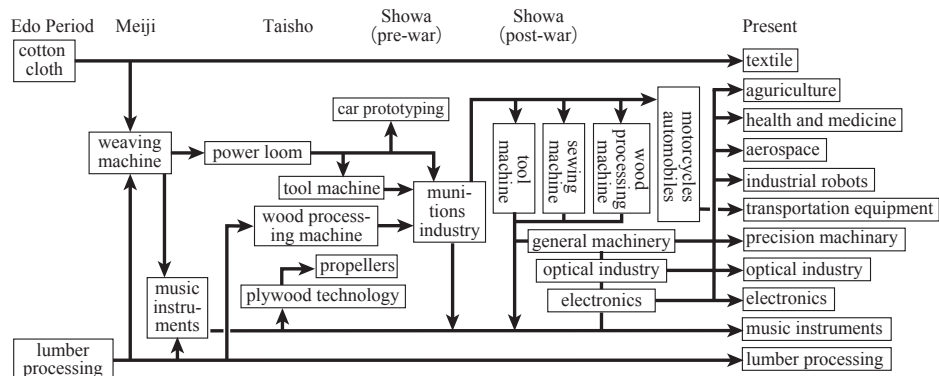 Edo Period
Meiji
Taisho
Showa
(pre-war)
Showa
(post-war)
Present
cotton
cloth
textile
aguriculture
car prototyping
health and medicine
motorcycles
automobiles
weaving
machine
power loom
tool
machine
sewing
machine
wood
processing
machine
aerospace
tool machine
muni-
tions
industry
industrial robots
wood process-
ing machine
transportation equipment
general machinery
precision machinary
propellers
optical industry
optical industry
music
instru-
ments
plywood technology
electronics
electronics
music instruments
lumber
processing
lumber processing